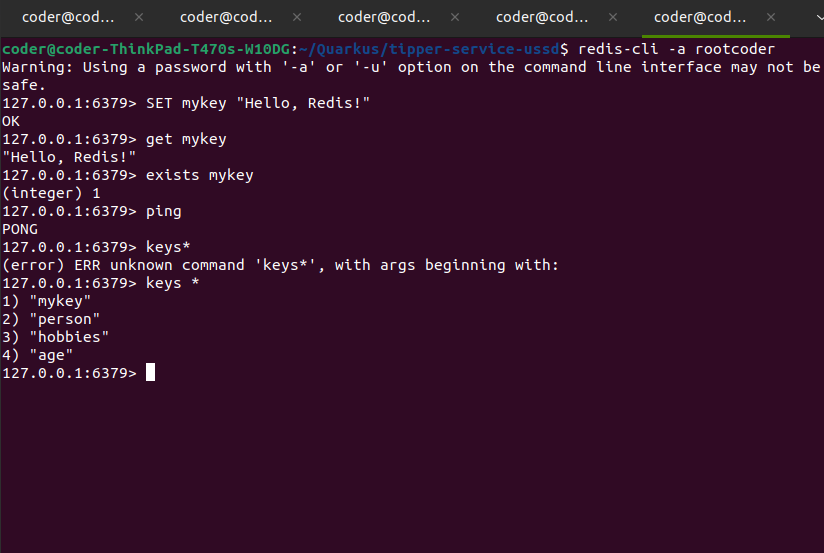 coder@cod... × coder@cod... × coder@cod... × coder@cod... × coder@cod... ×
coder@coder-ThinkPad-T470s-W10DG:~/Quarkus/tipper-service-ussd$ redis-cli -a rootcoder
Warning: Using a password with '-a' or '-u' option on the command line interface may not be
safe.
127.0.0.1:6379> SET mykey "Hello, Redis!"
OK
127.0.0.1:6379> get mykey
"Hello, Redis!"
127.0.0.1:6379> exists mykey
(integer) 1
127.0.0.1:6379> ping
PONG
127.0.0.1:6379> keys*
(error) ERR unknown command 'keys*', with args beginning with:
127.0.0.1:6379> keys *
1) "mykey"
2) "person"
3) "hobbies"
4) "age"
127.0.0.1:6379>